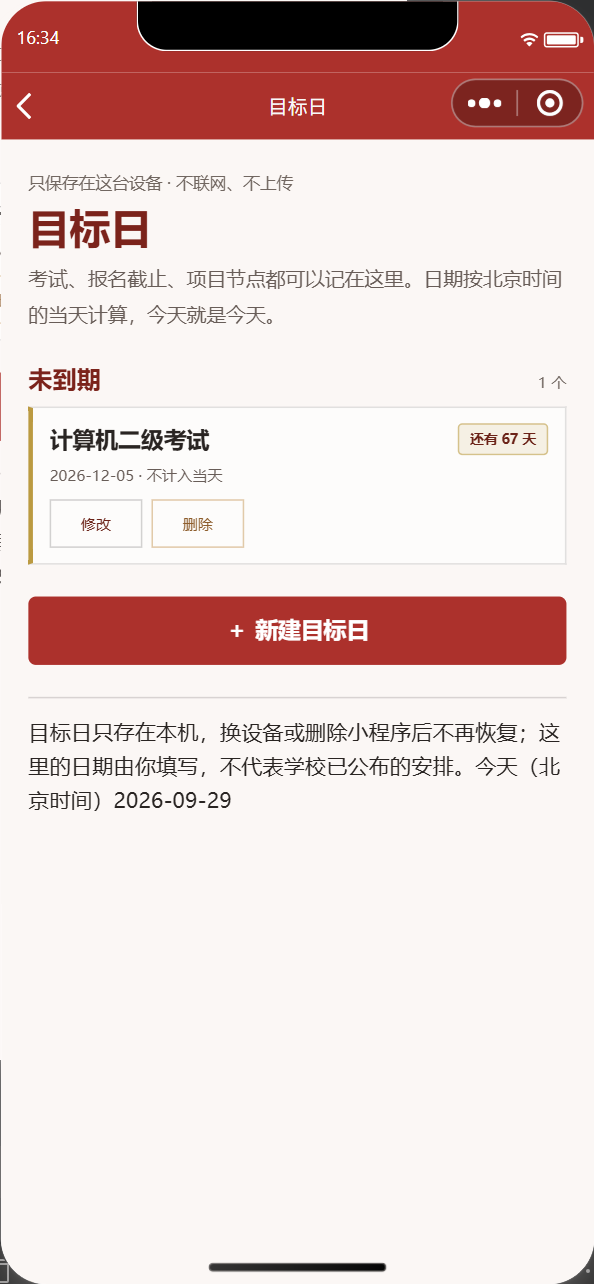 16:34
目标日
只保存在这台设备 · 不联网、不上传
目标日
考试、报名截止、项目节点都可以记在这里。日期按北京时间
的当天计算，今天就是今天。
未到期
1 个
计算机二级考试
还有 67 天
2026-12-05 · 不计入当天
修改
删除
+ 新建目标日
目标日只存在本机，换设备或删除小程序后不再恢复；这
里的日期由你填写，不代表学校已公布的安排。今天（北
京时间）2026-09-29